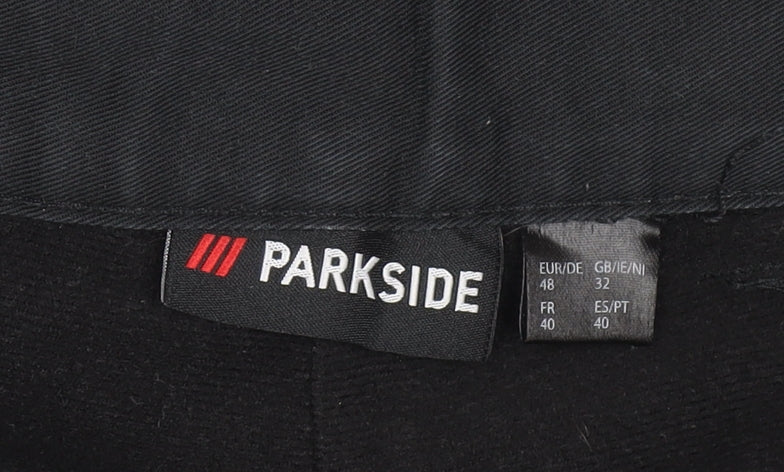 PARKSIDE
EUR/DE GB/IE/NI
48 32
FR ES/PT
40 40